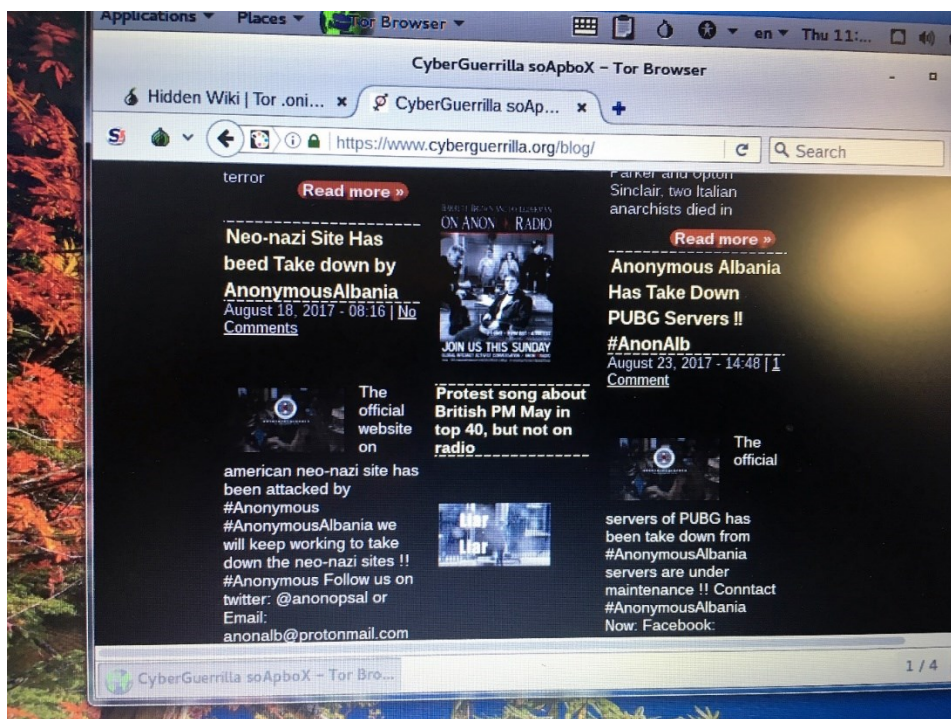 Applications
Places
Tor Browser
en
Thu 11:...
CyberGuerrilla soApboX – Tor Browser
Hidden Wiki | Tor .oni...
CyberGuerrilla soAp...
https://www.cyberguerrilla.org/blog/
Search
terror
Read more »
Neo-nazi Site Has
beed Take down by
AnonymousAlbania
August 18, 2017 - 08:16 | No
Comments
The
official
website
on
american neo-nazi site has
been attacked by
#Anonymous
#AnonymousAlbania we
will keep working to take
down the neo-nazi sites !!
#Anonymous Follow us on
twitter: @anonopsal or
Email:
anonalb@protonmail.com
ON ANON RADIO
JOIN US THIS SUNDAY
Protest song about
British PM May in
top 40, but not on
radio
Liar
Liar
Parker and Upton
Sinclair, two Italian
anarchists died in
Read more »
Anonymous Albania
Has Take Down
PUBG Servers !!
#AnonAlb
August 23, 2017 - 14:48 | 1
Comment
The
official
servers of PUBG has
been take down from
#AnonymousAlbania
servers are under
maintenance !! Conntact
#AnonymousAlbania
Now: Facebook:
CyberGuerrilla soApboX – Tor Bro...
1 / 4